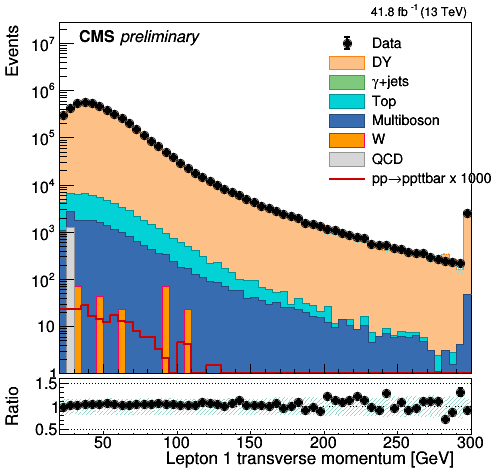 41.8 fb⁻¹ (13 TeV)
CMS preliminary
Events
10⁷
10⁶
10⁵
10⁴
10³
10²
10
1
Data
DY
γ+jets
Top
Multiboson
W
QCD
pp→ppttbar x 1000
Ratio
1.5
1
0.5
50 100 150 200 250 300
Lepton 1 transverse momentum [GeV]